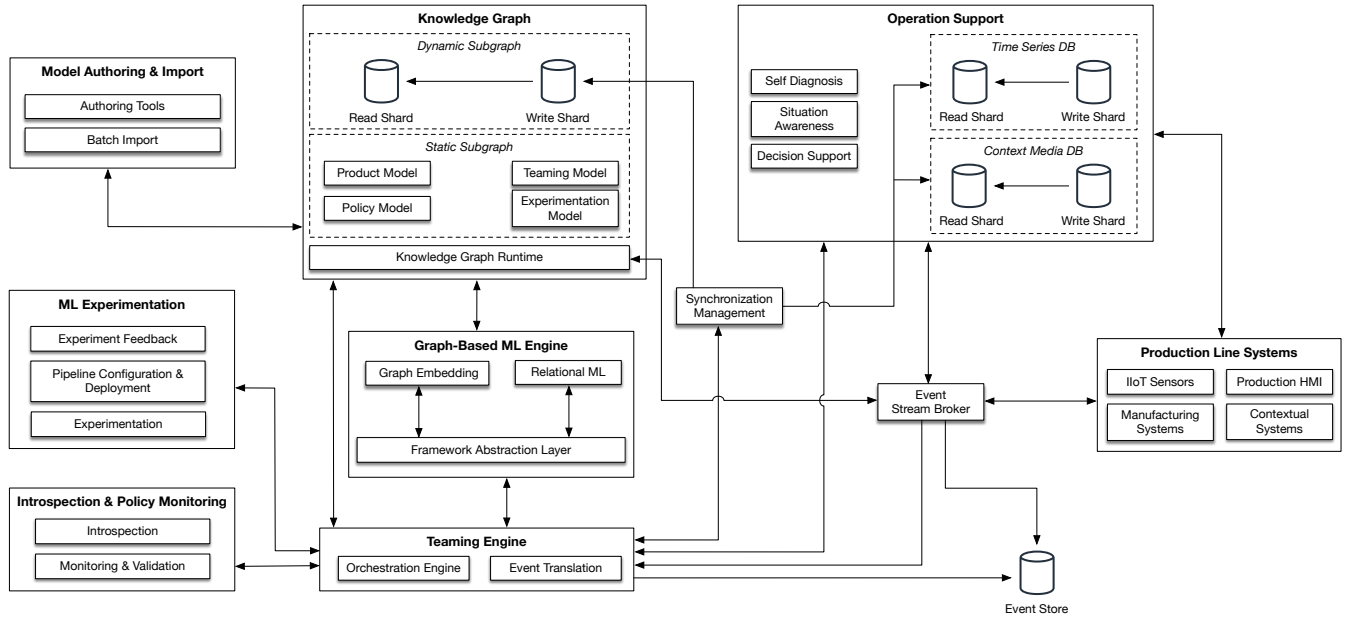 Knowledge Graph
Dynamic Subgraph
Read Shard
Write Shard
Static Subgraph
Product Model
Teaming Model
Policy Model
Experimentation
Model
Knowledge Graph Runtime
Operation Support
Self Diagnosis
Situation
Awareness
Decision Support
Time Series DB
Read Shard
Write Shard
Context Media DB
Read Shard
Write Shard
Model Authoring & Import
Authoring Tools
Batch Import
ML Experimentation
Experiment Feedback
Pipeline Configuration &
Deployment
Experimentation
Introspection & Policy Monitoring
Introspection
Monitoring & Validation
Graph-Based ML Engine
Graph Embedding
Relational ML
Framework Abstraction Layer
Teaming Engine
Orchestration Engine
Event Translation
Synchronization
Management
Event
Stream Broker
Production Line Systems
IIoT Sensors
Production HMI
Manufacturing
Systems
Contextual
Systems
Event Store